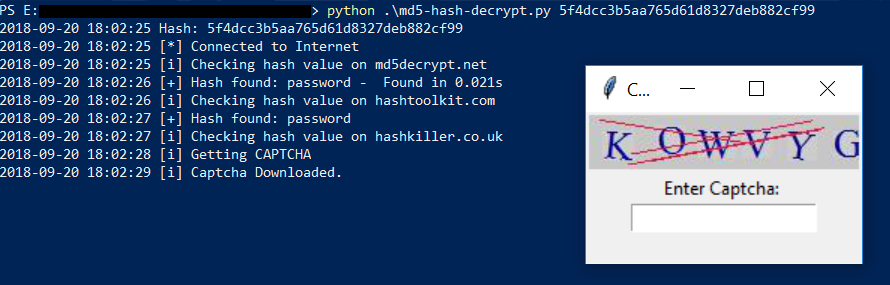 PS E:> python .\md5-hash-decrypt.py 5f4dcc3b5aa765d61d8327deb882cf99
2018-09-20 18:02:25 Hash: 5f4dcc3b5aa765d61d8327deb882cf99
2018-09-20 18:02:25 [*] Connected to Internet
2018-09-20 18:02:25 [i] Checking hash value on md5decrypt.net
2018-09-20 18:02:26 [+] Hash found: password -  Found in 0.021s
2018-09-20 18:02:26 [i] Checking hash value on hashtoolkit.com
2018-09-20 18:02:27 [+] Hash found: password
2018-09-20 18:02:27 [i] Checking hash value on hashkiller.co.uk
2018-09-20 18:02:28 [i] Getting CAPTCHA
2018-09-20 18:02:29 [i] Captcha Downloaded.
C...
K O W V Y G
Enter Captcha: